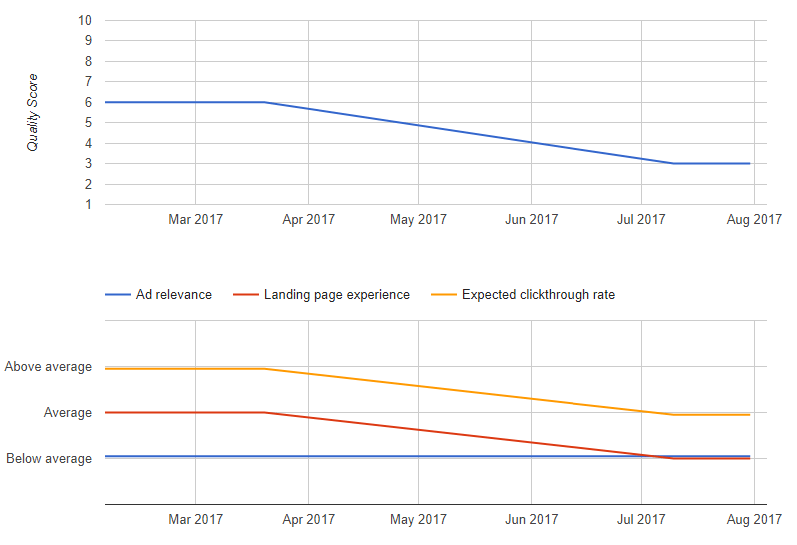 10
9
8
7
6
5
4
3
2
1
Quality Score
Mar 2017 Apr 2017 May 2017 Jun 2017 Jul 2017 Aug 2017
Ad relevance Landing page experience Expected clickthrough rate
Above average
Average
Below average
Mar 2017 Apr 2017 May 2017 Jun 2017 Jul 2017 Aug 2017